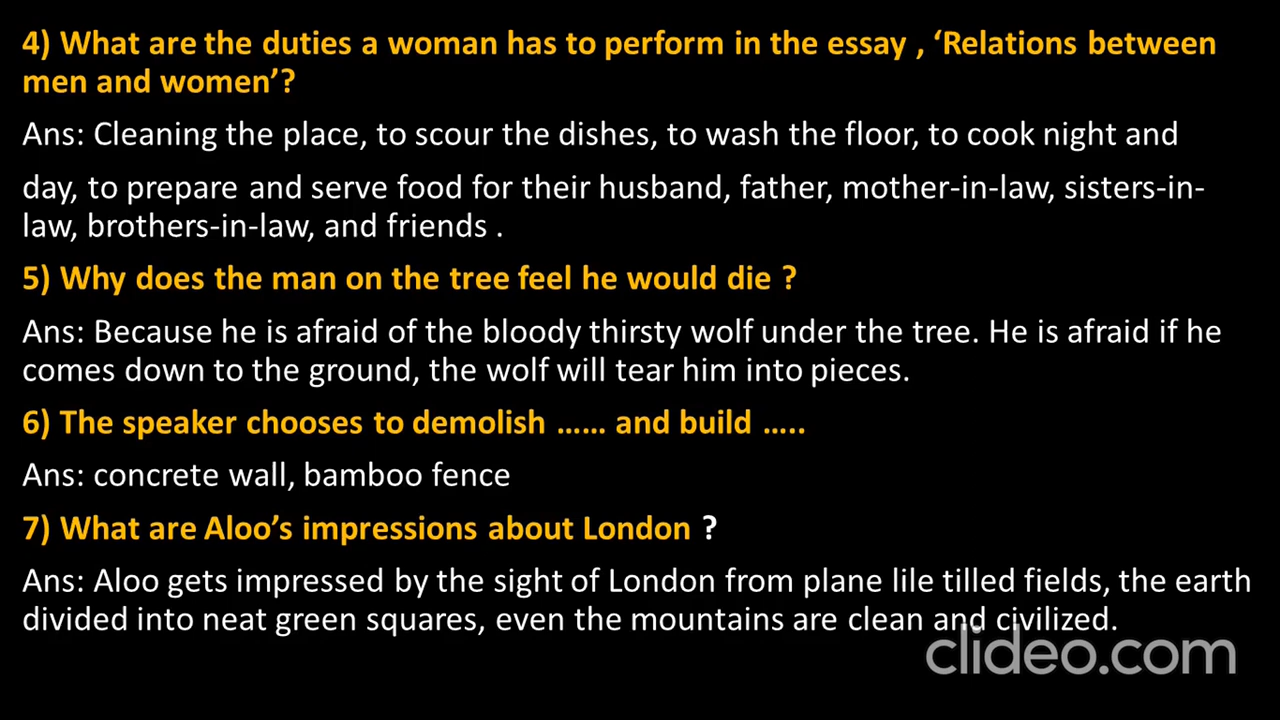 4) What are the duties a woman has to perform in the essay , ‘Relations between
men and women’?
Ans: Cleaning the place, to scour the dishes, to wash the floor, to cook night and
day, to prepare and serve food for their husband, father, mother-in-law, sisters-in-
law, brothers-in-law, and friends .
5) Why does the man on the tree feel he would die ?
Ans: Because he is afraid of the bloody thirsty wolf under the tree. He is afraid if he
comes down to the ground, the wolf will tear him into pieces.
6) The speaker chooses to demolish …… and build …..
Ans: concrete wall, bamboo fence
7) What are Aloo’s impressions about London ?
Ans: Aloo gets impressed by the sight of London from plane lile tilled fields, the earth
divided into neat green squares, even the mountains are clean and civilized.
clideo.com